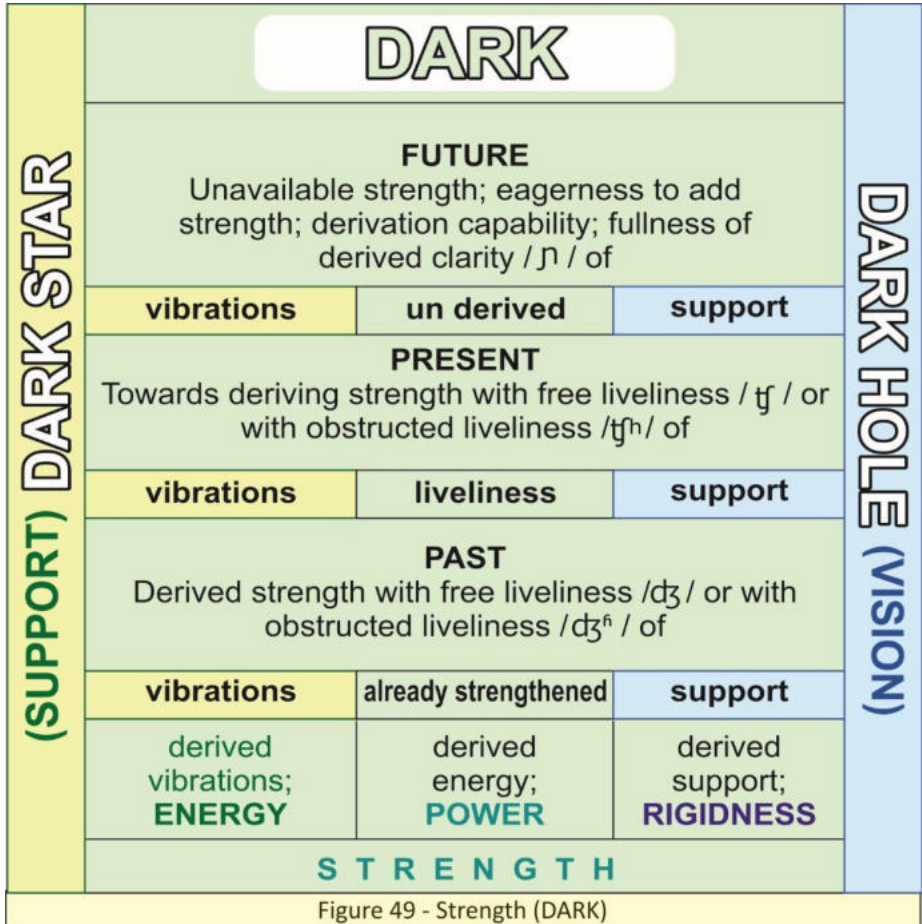 DARK
(SUPPORT) DARK STAR
FUTURE
Unavailable strength; eagerness to add
strength; derivation capability; fullness of
derived clarity / ɲ / of
vibrations un derived support
PRESENT
Towards deriving strength with free liveliness / ʧ / or
with obstructed liveliness /ʧʰ/ of
vibrations liveliness support
PAST
Derived strength with free liveliness /ʤ/ or with
obstructed liveliness /ʤʱ / of
vibrations already strengthened support
derived derived derived
vibrations; energy; support;
ENERGY POWER RIGIDNESS
S T R E N G T H
DARK HOLE (VISION)
Figure 49 - Strength (DARK)